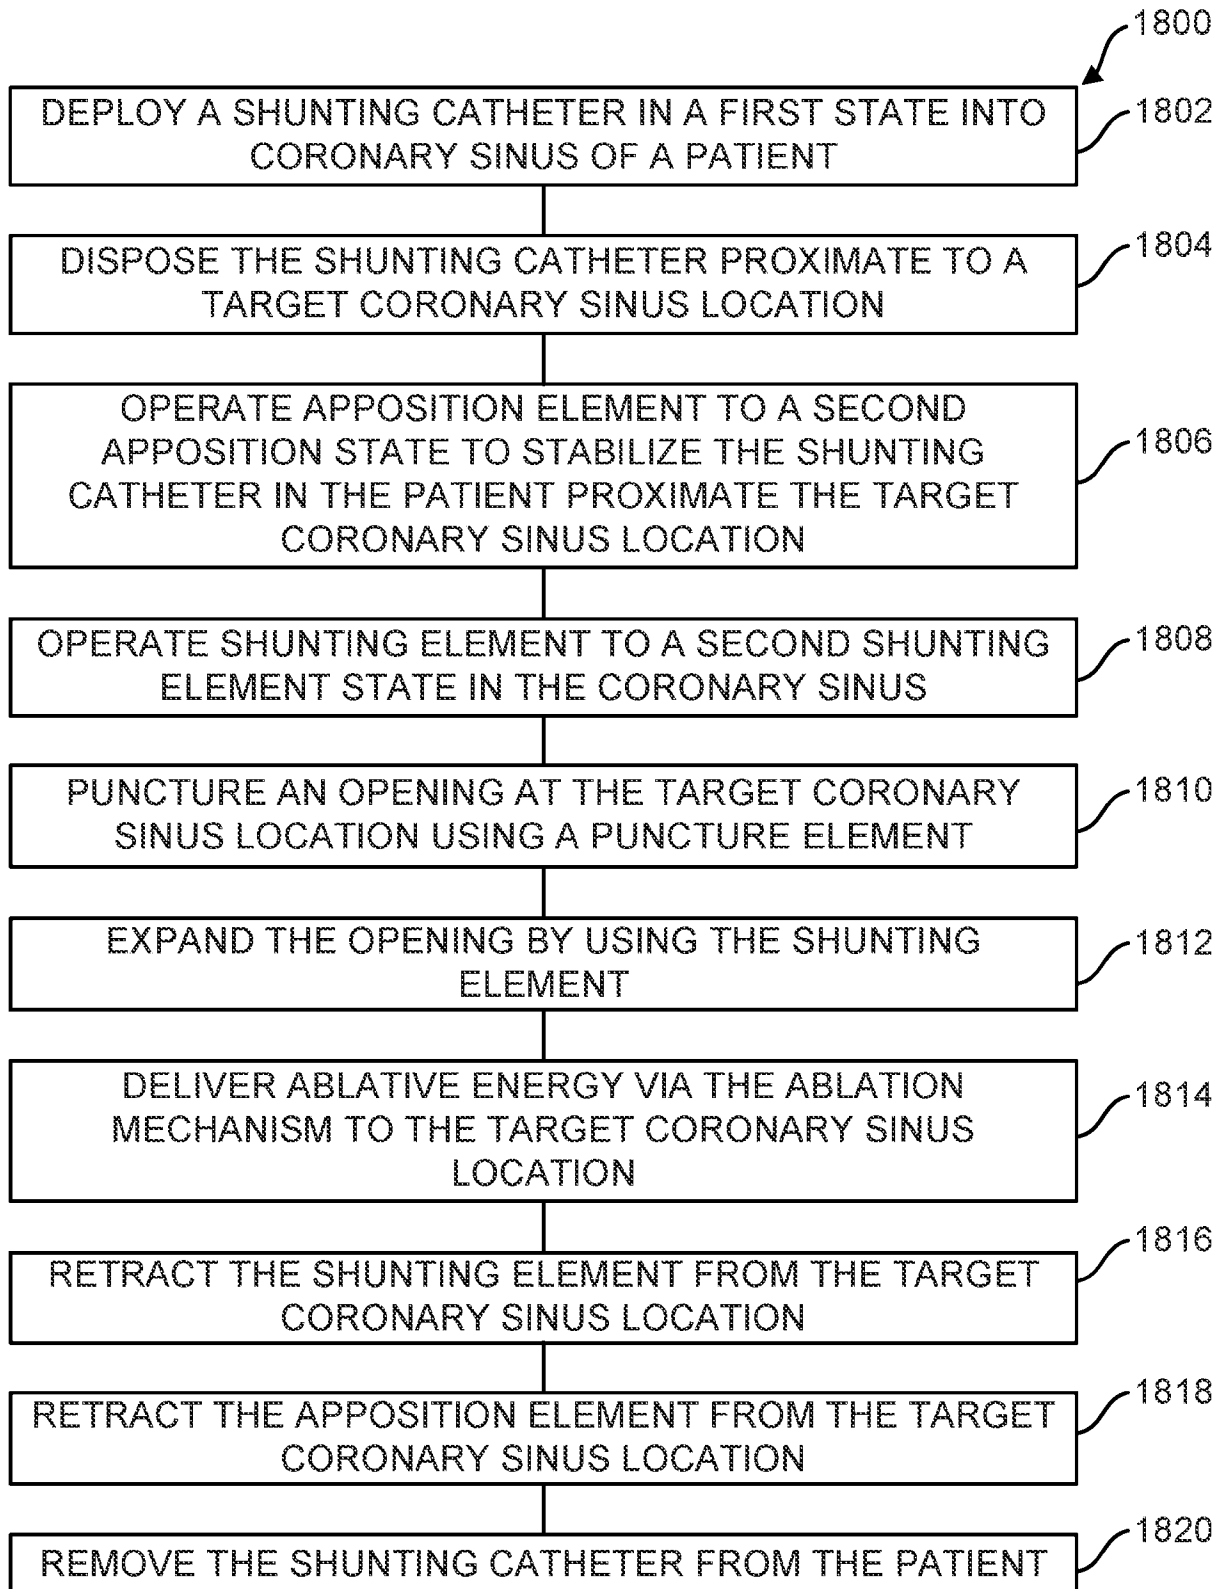 1800
DEPLOY A SHUNTING CATHETER IN A FIRST STATE INTO
CORONARY SINUS OF A PATIENT
1802
DISPOSE THE SHUNTING CATHETER PROXIMATE TO A
TARGET CORONARY SINUS LOCATION
1804
OPERATE APPOSITION ELEMENT TO A SECOND
APPOSITION STATE TO STABILIZE THE SHUNTING
CATHETER IN THE PATIENT PROXIMATE THE TARGET
CORONARY SINUS LOCATION
1806
OPERATE SHUNTING ELEMENT TO A SECOND SHUNTING
ELEMENT STATE IN THE CORONARY SINUS
1808
PUNCTURE AN OPENING AT THE TARGET CORONARY
SINUS LOCATION USING A PUNCTURE ELEMENT
1810
EXPAND THE OPENING BY USING THE SHUNTING
ELEMENT
1812
DELIVER ABLATIVE ENERGY VIA THE ABLATION
MECHANISM TO THE TARGET CORONARY SINUS
LOCATION
1814
RETRACT THE SHUNTING ELEMENT FROM THE TARGET
CORONARY SINUS LOCATION
1816
RETRACT THE APPOSITION ELEMENT FROM THE TARGET
CORONARY SINUS LOCATION
1818
REMOVE THE SHUNTING CATHETER FROM THE PATIENT
1820